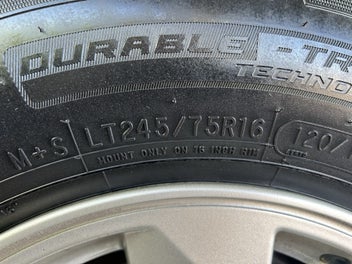 DURABLE - TR
TECHNO
M+S LT245/75R16 120/
MOUNT ONLY ON 16 INCH RIM